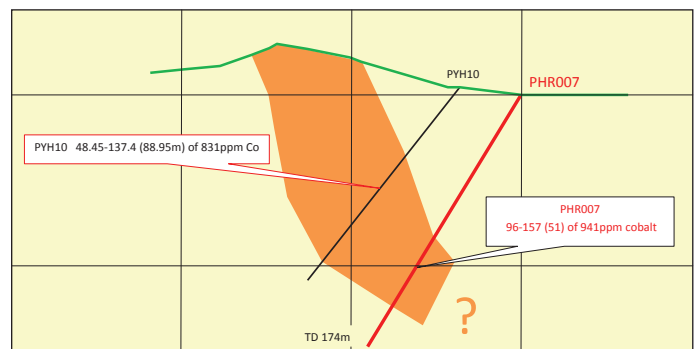 PYH10
PHR007
PYH10 48.45-137.4 (88.95m) of 831ppm Co
PHR007
96-157 (51) of 941ppm cobalt
?
TD 174m